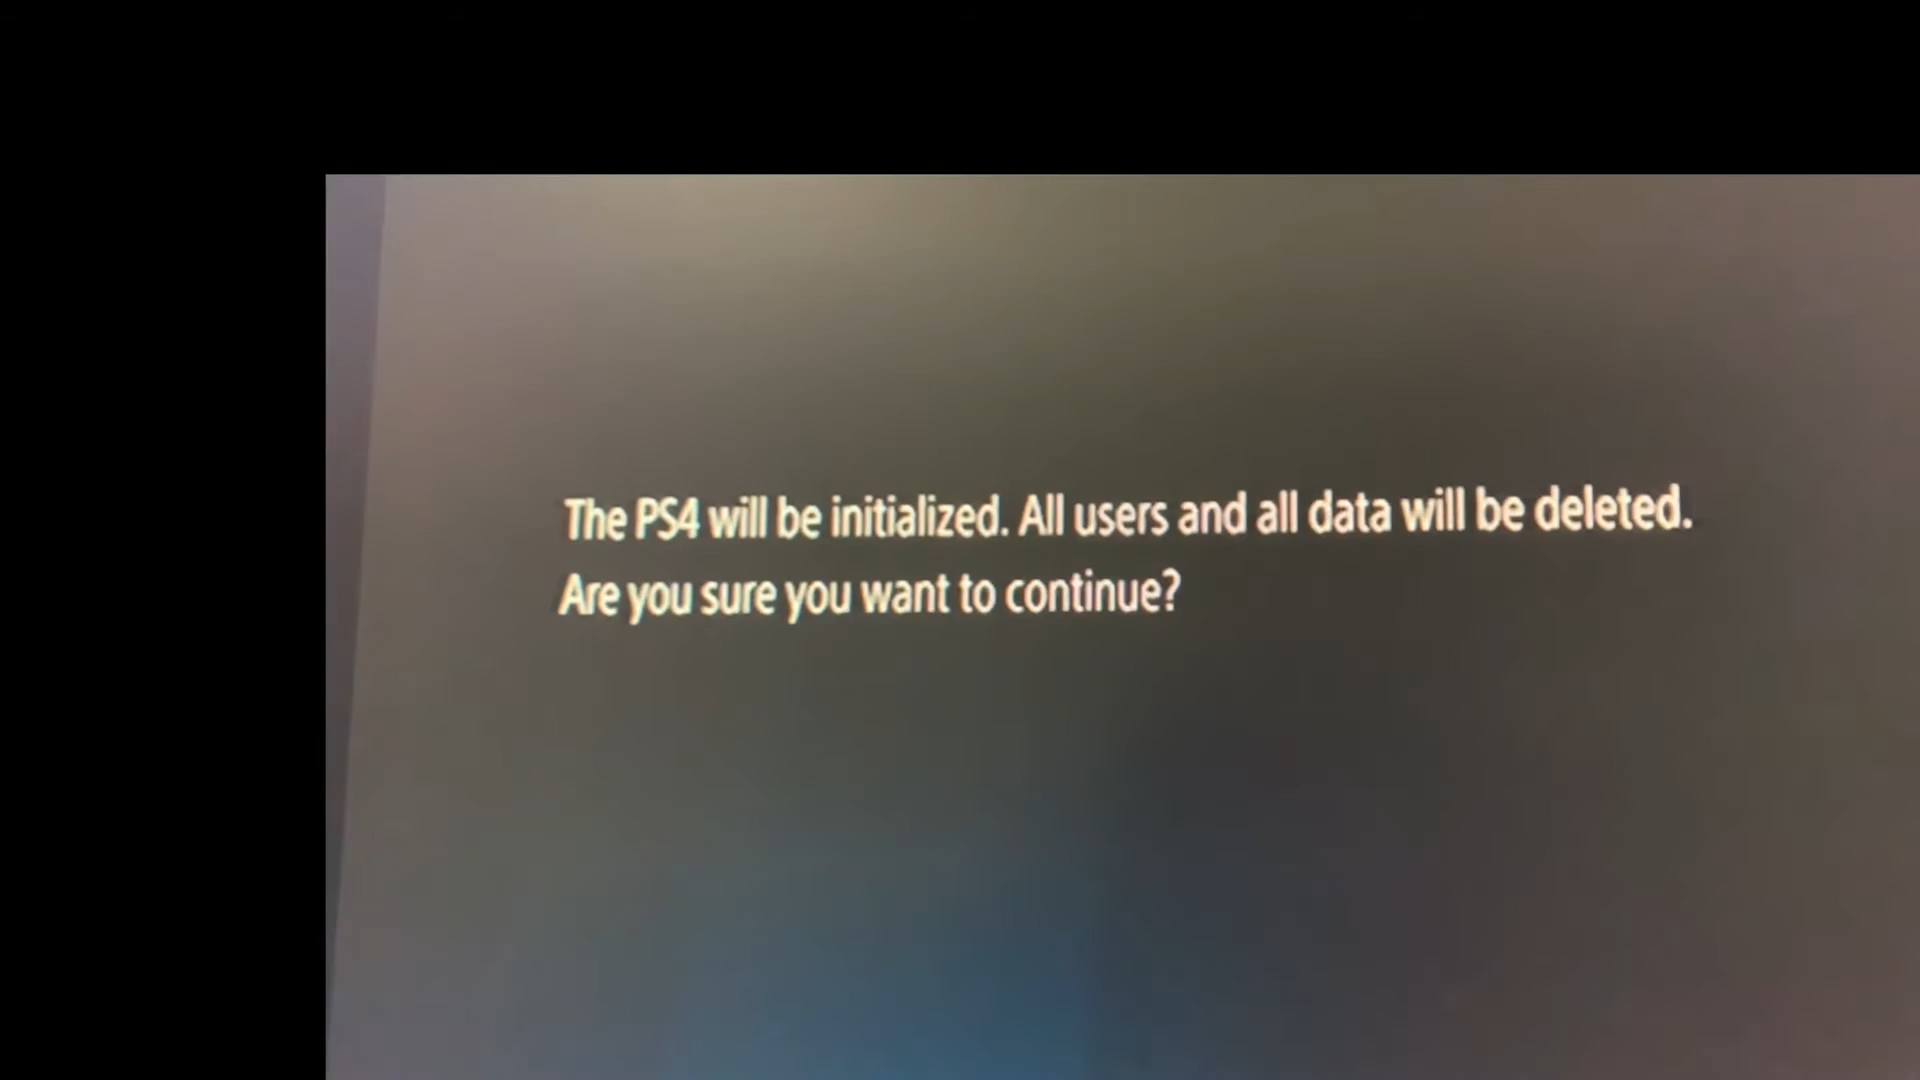 The PS4 will be initialized. All users and all data will be deleted.
Are you sure you want to continue?